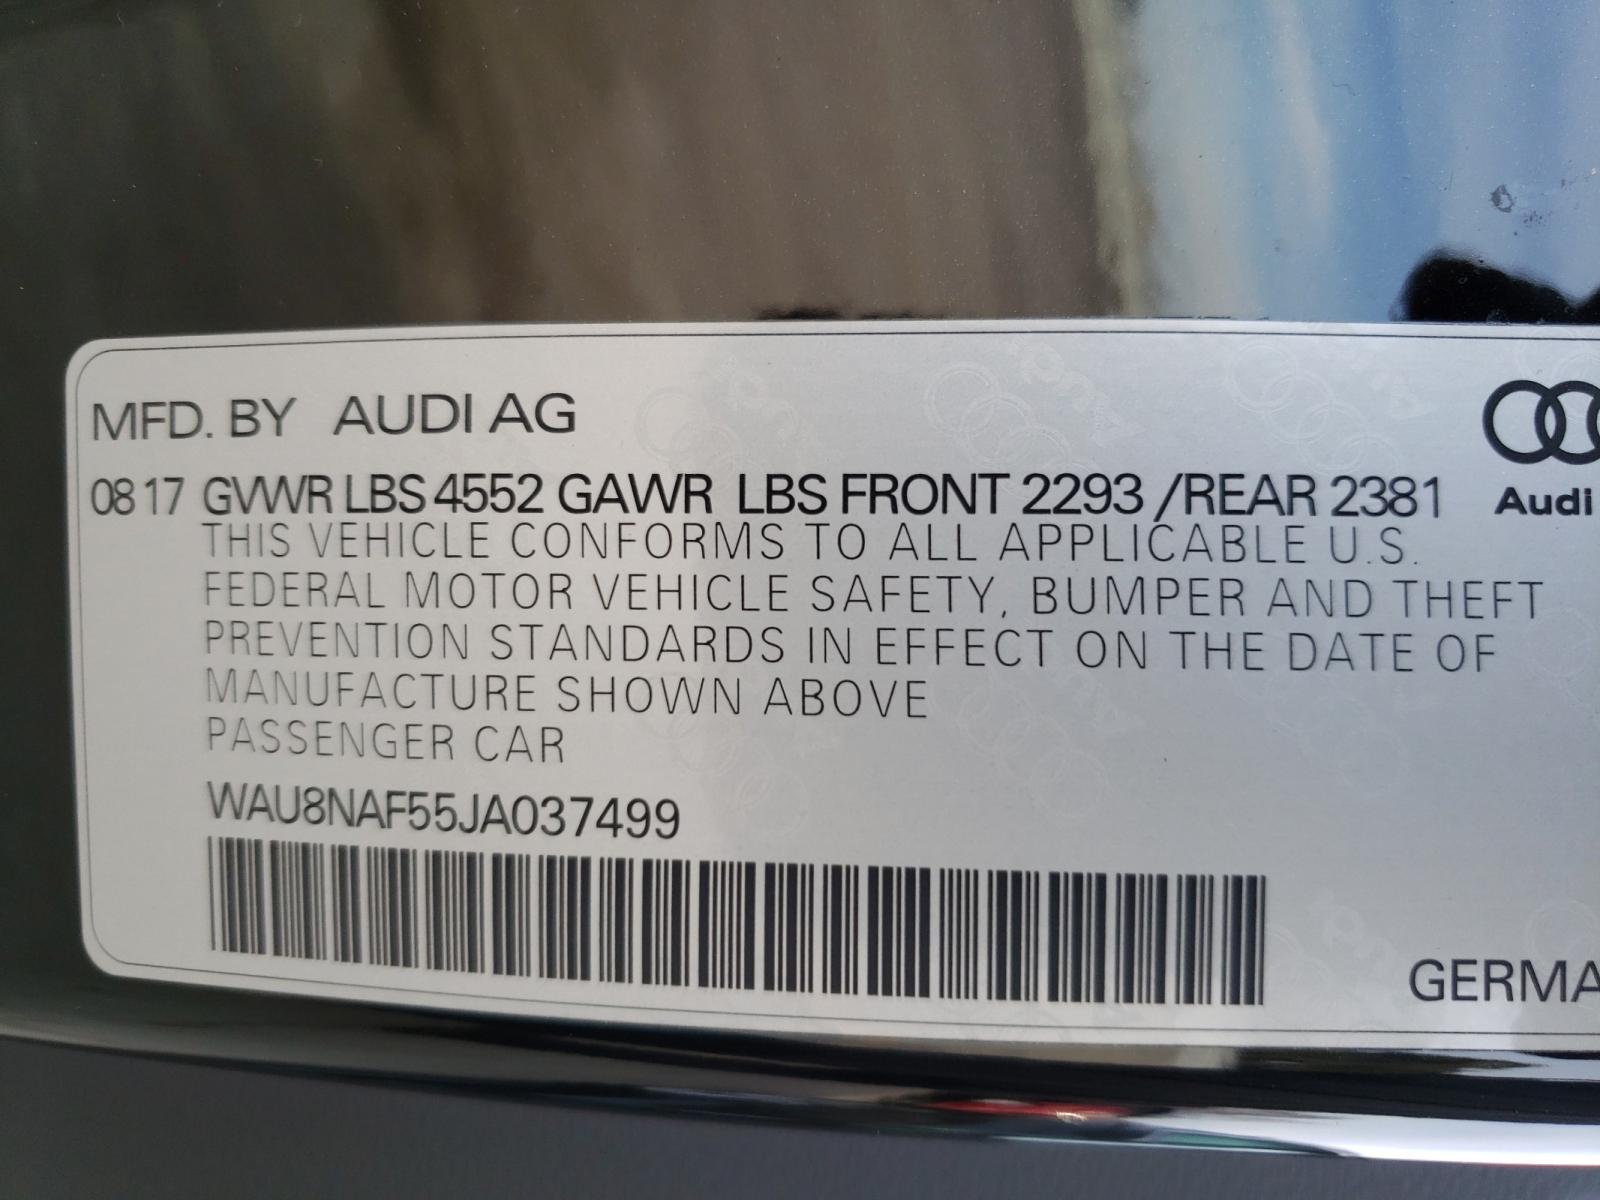 MFD. BY AUDI AG
0817 GVWR LBS 4552 GAWR LBS FRONT 2293 /REAR 2381
Audi
THIS VEHICLE CONFORMS TO ALL APPLICABLE U.S.
FEDERAL MOTOR VEHICLE SAFETY, BUMPER AND THEFT
PREVENTION STANDARDS IN EFFECT ON THE DATE OF
MANUFACTURE SHOWN ABOVE
PASSENGER CAR
WAU8NAF55JA037499
GERMA